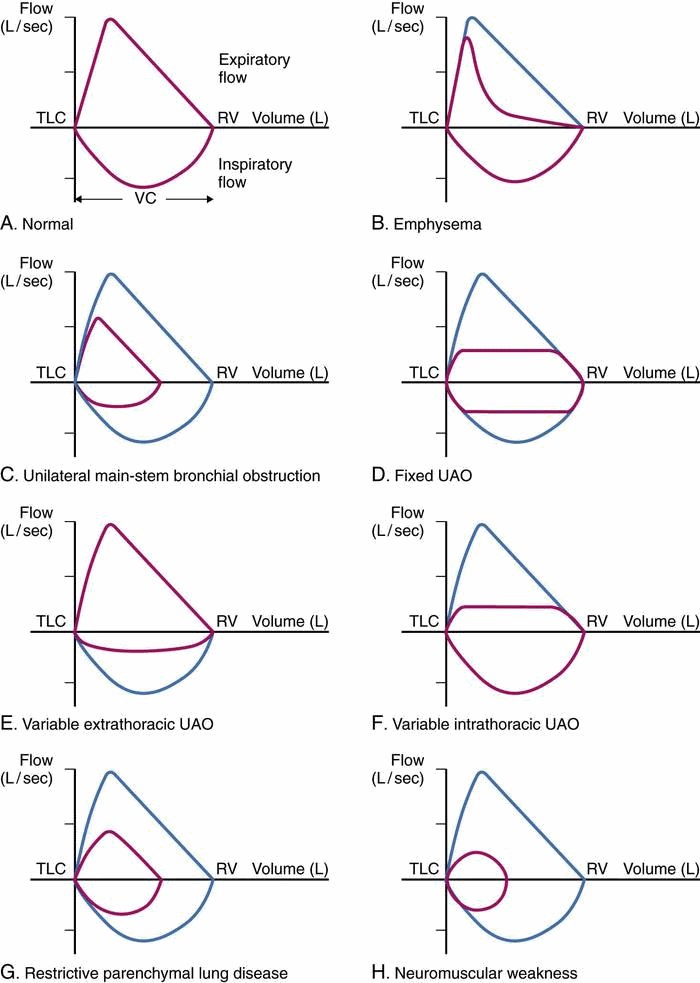 Flow
(L/sec)
Expiratory
flow
TLC
RV
Volume (L)
Inspiratory
flow
VC
A. Normal
Flow
(L/sec)
TLC
RV
Volume (L)
B. Emphysema
Flow
(L/sec)
TLC
RV
Volume (L)
C. Unilateral main-stem bronchial obstruction
Flow
(L/sec)
TLC
RV
Volume (L)
D. Fixed UAO
Flow
(L/sec)
TLC
RV
Volume (L)
E. Variable extrathoracic UAO
Flow
(L/sec)
TLC
RV
Volume (L)
F. Variable intrathoracic UAO
Flow
(L/sec)
TLC
RV
Volume (L)
G. Restrictive parenchymal lung disease
Flow
(L/sec)
TLC
RV
Volume (L)
H. Neuromuscular weakness